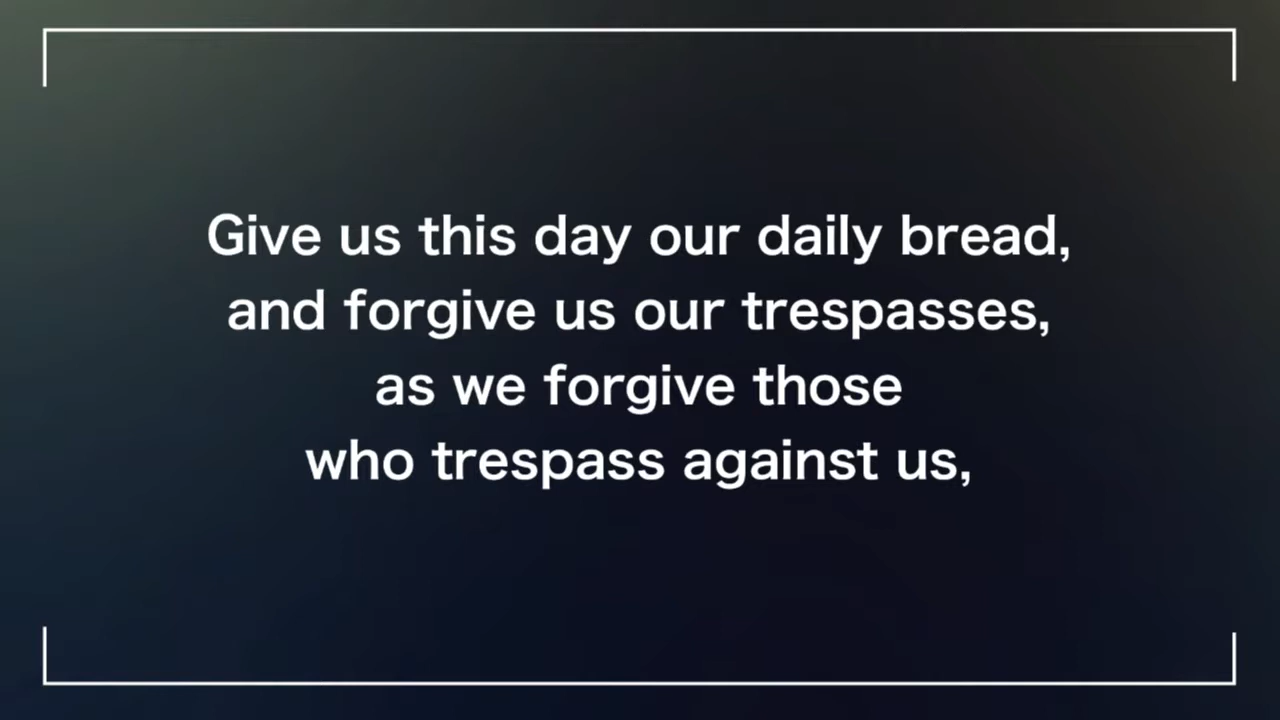 Give us this day our daily bread,
and forgive us our trespasses,
as we forgive those
who trespass against us,